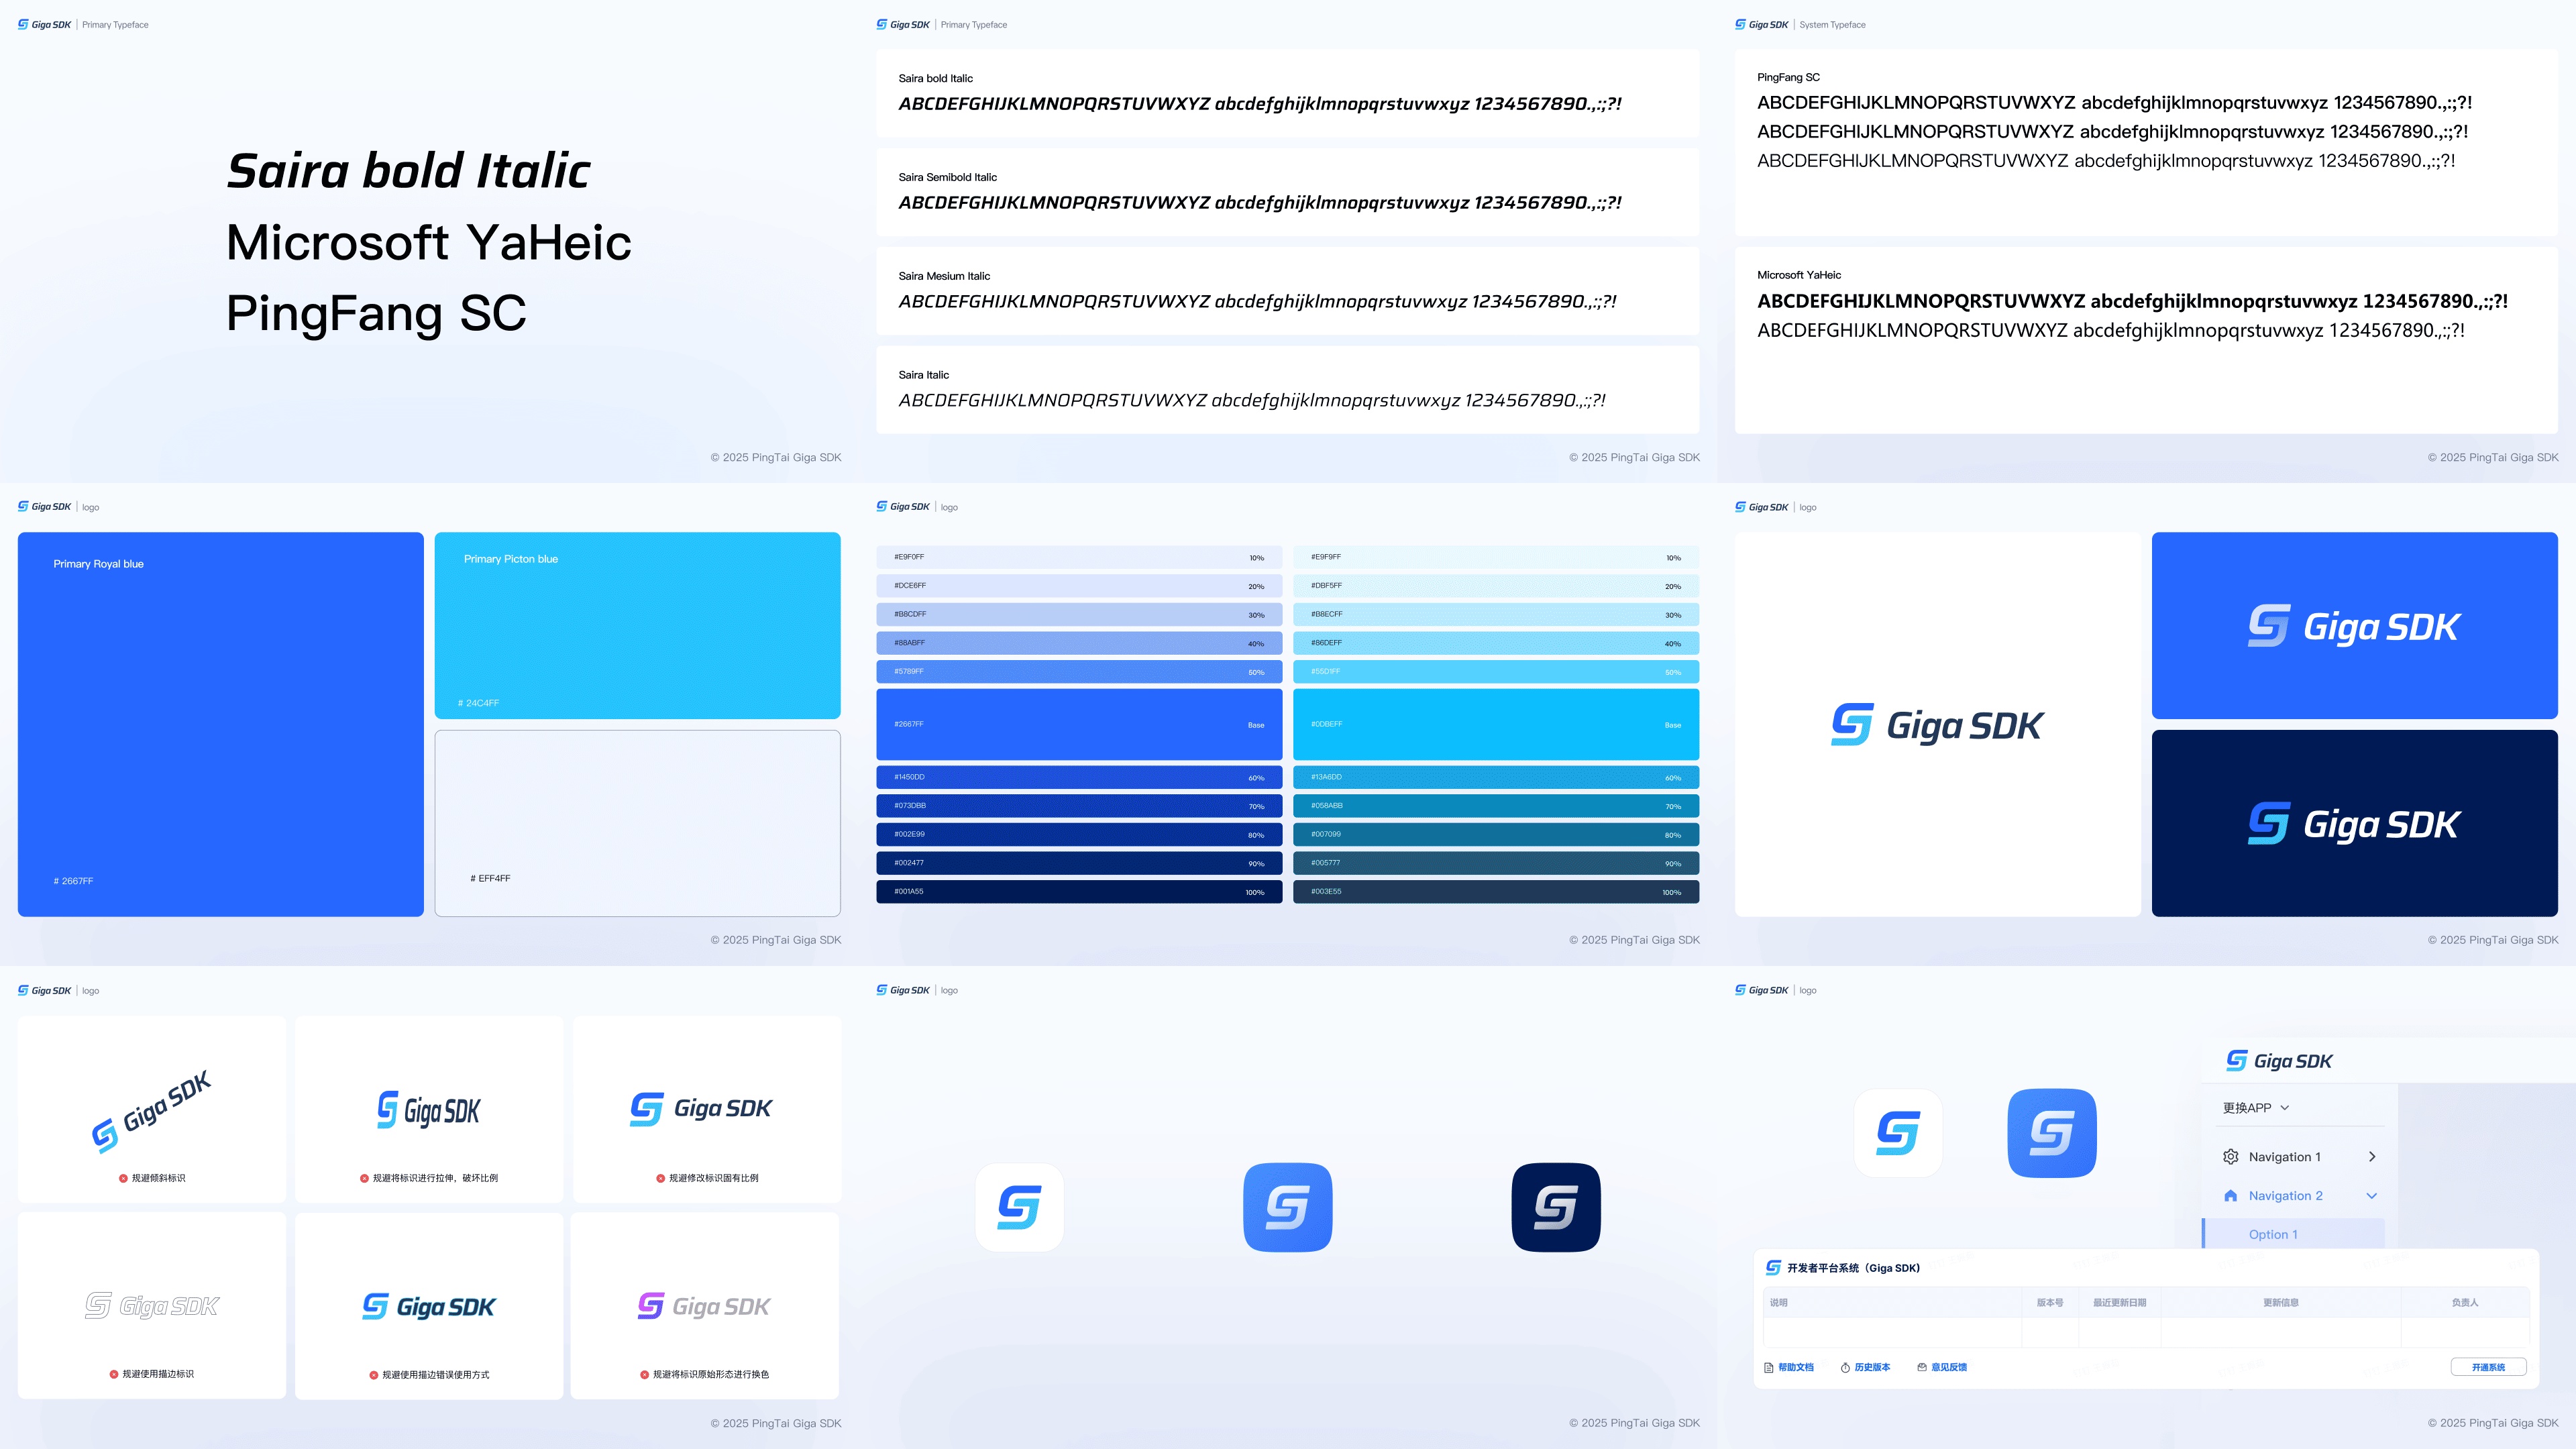 Giga SDK | Primary Typeface
Saira bold Italic
Microsoft YaHeic
PingFang SC
© 2025 PingTai Giga SDK
Giga SDK | Primary Typeface
Saira bold Italic
ABCDEFGHIJKLMNOPQRSTUVWXYZ abcdefghijklmnopqrstuvwxyz 1234567890.,:;?!
Saira Semibold Italic
ABCDEFGHIJKLMNOPQRSTUVWXYZ abcdefghijklmnopqrstuvwxyz 1234567890.,:;?!
Saira Mesium Italic
ABCDEFGHIJKLMNOPQRSTUVWXYZ abcdefghijklmnopqrstuvwxyz 1234567890.,:;?!
Saira Italic
ABCDEFGHIJKLMNOPQRSTUVWXYZ abcdefghijklmnopqrstuvwxyz 1234567890.,:;?!
© 2025 PingTai Giga SDK
Giga SDK | System Typeface
PingFang SC
ABCDEFGHIJKLMNOPQRSTUVWXYZ abcdefghijklmnopqrstuvwxyz 1234567890.,:;?!
ABCDEFGHIJKLMNOPQRSTUVWXYZ abcdefghijklmnopqrstuvwxyz 1234567890.,:;?!
ABCDEFGHIJKLMNOPQRSTUVWXYZ abcdefghijklmnopqrstuvwxyz 1234567890.,:;?!
Microsoft YaHeic
ABCDEFGHIJKLMNOPQRSTUVWXYZ abcdefghijklmnopqrstuvwxyz 1234567890.,:;?!
ABCDEFGHIJKLMNOPQRSTUVWXYZ abcdefghijklmnopqrstuvwxyz 1234567890.,:;?!
© 2025 PingTai Giga SDK
Giga SDK | logo
Primary Royal blue
# 2667FF
Primary Picton blue
# 24C4FF
# EFF4FF
© 2025 PingTai Giga SDK
Giga SDK | logo
#E9F0FF 10%
#DCE6FF 20%
#B8CDFF 30%
#88ABFF 40%
#5789FF 50%
#2667FF Base
#1450DD 60%
#073DBB 70%
#002E99 80%
#002477 90%
#001A55 100%
#E9F9FF 10%
#DBF5FF 20%
#B8ECFF 30%
#86DEFF 40%
#55D1FF 50%
#0DBEFF Base
#13A6DD 60%
#058ABB 70%
#007099 80%
#005777 90%
#003E55 100%
© 2025 PingTai Giga SDK
Giga SDK | logo
Giga SDK
Giga SDK
Giga SDK
© 2025 PingTai Giga SDK
Giga SDK | logo
Giga SDK
规避倾斜标识
Giga SDK
规避将标识进行拉伸，破坏比例
Giga SDK
规避修改标识固有比例
Giga SDK
规避使用描边标识
Giga SDK
规避使用描边错误使用方式
Giga SDK
规避将标识原始形态进行换色
© 2025 PingTai Giga SDK
Giga SDK | logo
© 2025 PingTai Giga SDK
Giga SDK | logo
Giga SDK
更换APP
Navigation 1
Navigation 2
Option 1
开发者平台系统（Giga SDK)
说明 版本号 最近更新日期 更新信息 负责人
帮助文档 历史版本 意见反馈 开通系统
© 2025 PingTai Giga SDK